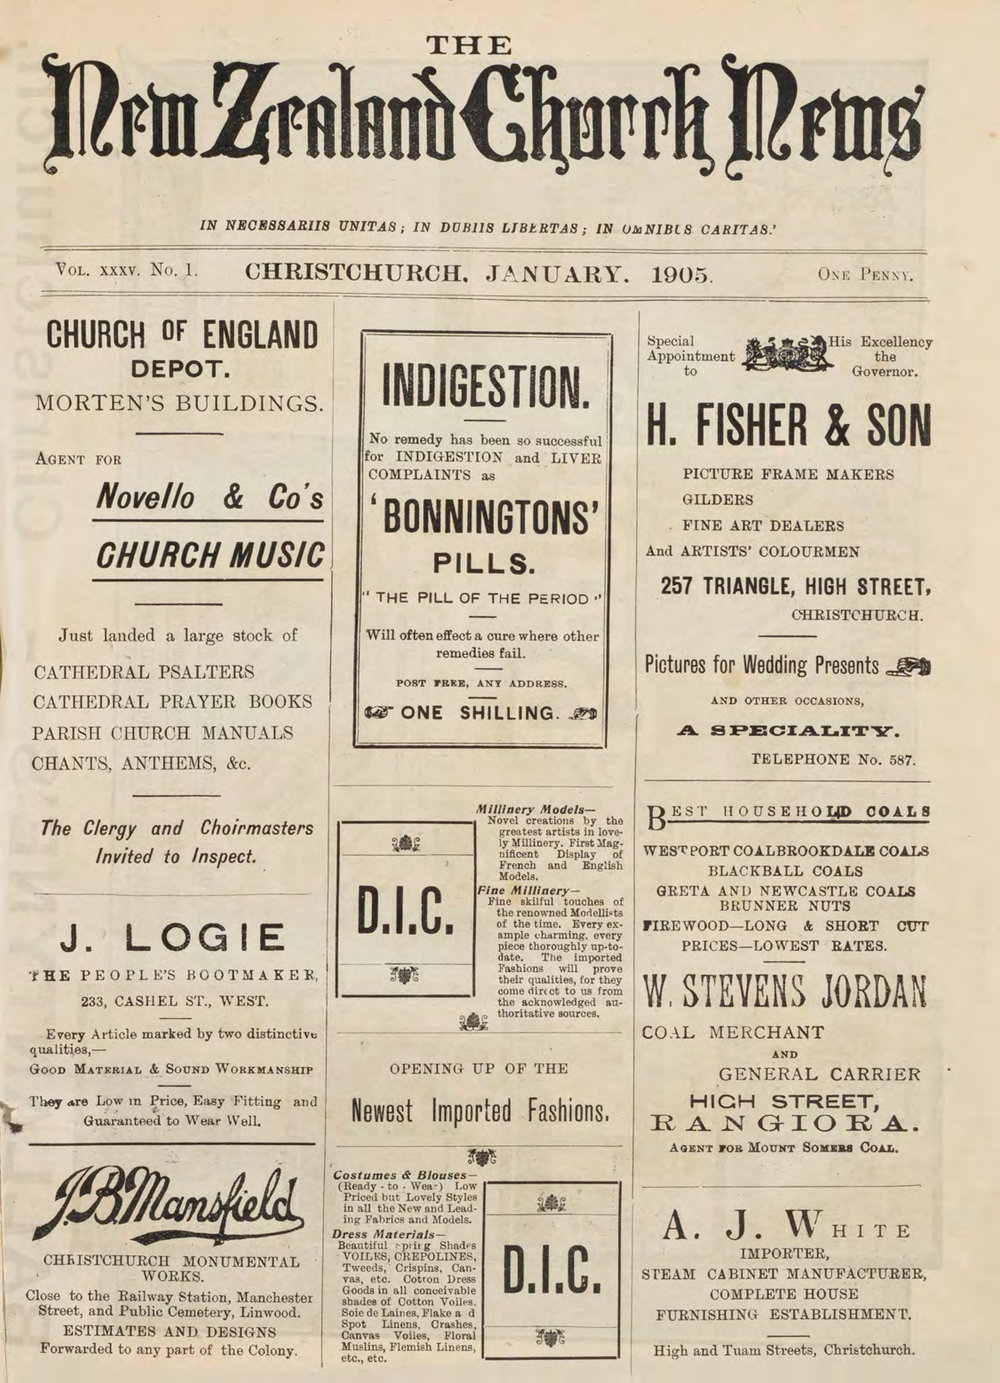 THE
New Zealand Church News
IN NECESSARIIS UNITAS; IN DUBIIS LIBERTAS; IN OMNIBUS CARITAS.'
VOL. XXXV. No. 1.
CHRISTCHURCH, JANUARY. 1905.
ONE PENNY.
CHURCH OF ENGLAND
DEPOT.
MORTEN'S BUILDINGS.
AGENT FOR
Novello & Co's
CHURCH MUSIC
Just landed a large stock of
CATHEDRAL PSALTERS
CATHEDRAL PRAYER BOOKS
PARISH CHURCH MANUALS
CHANTS, ANTHEMS, &c.
The Clergy and Choirmasters
Invited to Inspect.
J. LOGIE
THE PEOPLE'S BOOTMAKER,
233, CASHEL ST., WEST.
Every Article marked by two distinctive
qualities,—
GOOD MATERIAL & SOUND WORKMANSHIP
They are Low in Price, Easy Fitting and
Guaranteed to Wear Well.
J.B. Mansfield
CHRISTCHURCH MONUMENTAL
WORKS.
Close to the Railway Station, Manchester
Street, and Public Cemetery, Linwood.
ESTIMATES AND DESIGNS
Forwarded to any part of the Colony.
INDIGESTION.
No remedy has been so successful
for INDIGESTION and LIVER
COMPLAINTS as
'BONNINGTONS'
PILLS.
"THE PILL OF THE PERIOD"
Will often effect a cure where other
remedies fail.
POST FREE, ANY ADDRESS.
ONE SHILLING.
D.I.C.
Millinery Models—
Novel creations by the
greatest artists in love-
ly Millinery. First Mag-
nificent Display of
French and English
Models.
Fine Millinery—
Fine skilful touches of
the renowned Modellists
of the time. Every ex-
ample charming, every
piece thoroughly up-to-
date. The imported
Fashions will prove
their qualities, for they
come direct to us from
the acknowledged au-
thoritative sources.
OPENING UP OF THE
Newest Imported Fashions.
Costumes & Blouses—
(Ready-to-Wear) Low
Priced but Lovely Styles
in all the New and Lead-
ing Fabrics and Models.
Dress Materials—
Beautiful spring Shades
VOILES, CREPOLINES,
Tweeds, Crispins, Can-
vas, etc. Cotton Dress
Goods in all conceivable
shades of Cotton Voiles,
Soie de Laines, Flake a d
Spot Linens, Crashes,
Canvas Voiles, Floral
Muslins, Flemish Linens,
etc., etc.
D.I.C.
Special
Appointment
to
His Excellency
the
Governor.
H. FISHER & SON
PICTURE FRAME MAKERS
GILDERS
FINE ART DEALERS
And ARTISTS' COLOURMEN
257 TRIANGLE, HIGH STREET,
CHRISTCHURCH.
Pictures for Wedding Presents
AND OTHER OCCASIONS,
A SPECIALITY.
TELEPHONE No. 587.
BEST HOUSEHOLD COALS
WESTPORT COALBROOKDALE COALS
BLACKBALL COALS
GRETA AND NEWCASTLE COALS
BRUNNER NUTS
FIREWOOD—LONG & SHORT CUT
PRICES—LOWEST RATES.
W. STEVENS JORDAN
COAL MERCHANT
AND
GENERAL CARRIER
HIGH STREET,
RANGIORA.
AGENT FOR MOUNT SOMERS COAL.
A. J. WHITE
IMPORTER,
STEAM CABINET MANUFACTURER,
COMPLETE HOUSE
FURNISHING ESTABLISHMENT.
High and Tuam Streets, Christchurch.